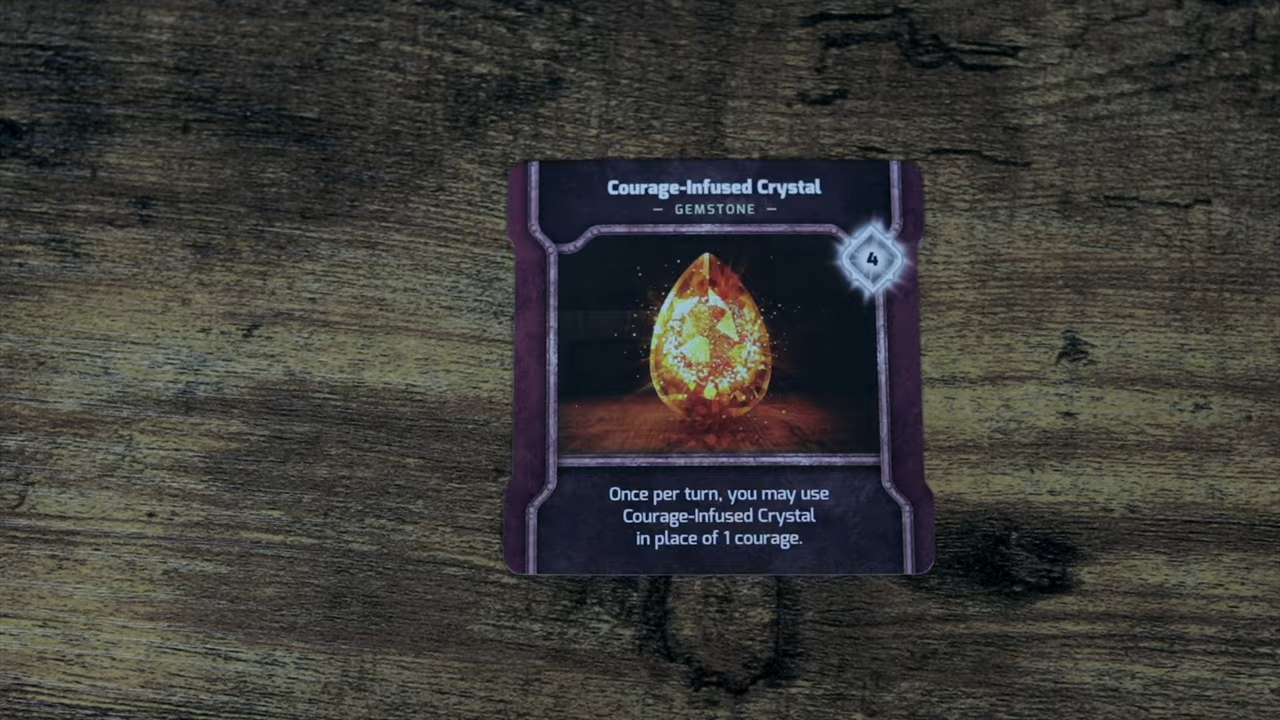 Courage-Infused Crystal
— GEMSTONE —
4
Once per turn, you may use
Courage-Infused Crystal
in place of 1 courage.